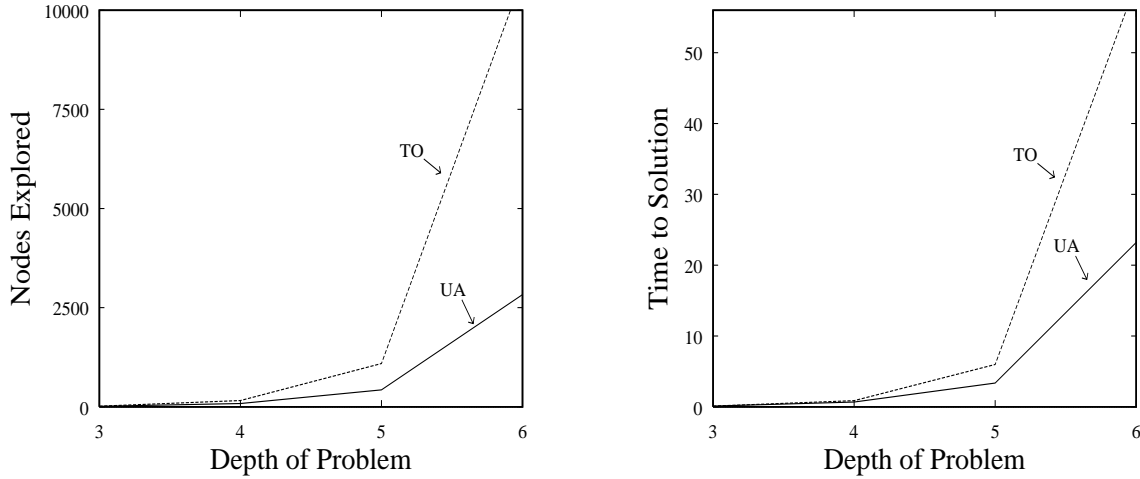 10000
7500
5000
2500
0
Nodes Explored
TO
UA
3 4 5 6
Depth of Problem
50
40
30
20
10
0
Time to Solution
TO
UA
3 4 5 6
Depth of Problem